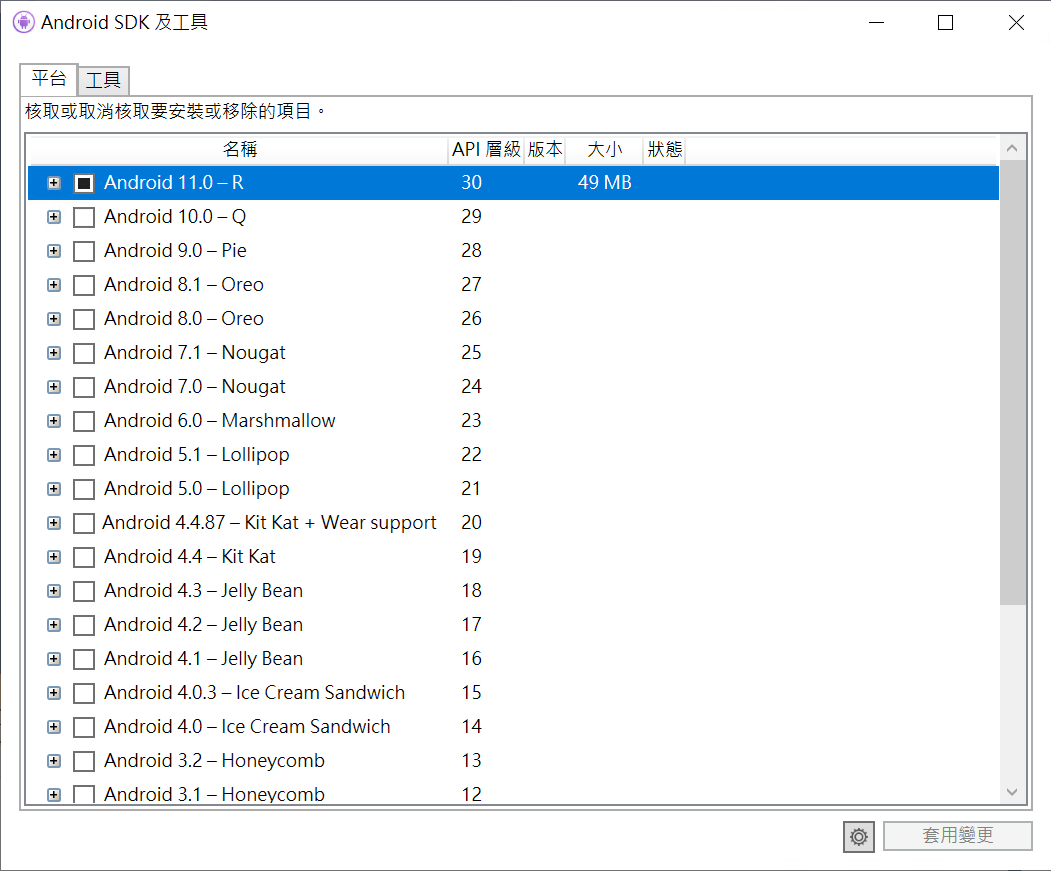 Android SDK 及工具
平台 工具
核取或取消核取要安裝或移除的項目。
名稱 API 層級 版本 大小 狀態
Android 11.0 – R 30 49 MB
Android 10.0 – Q 29
Android 9.0 – Pie 28
Android 8.1 – Oreo 27
Android 8.0 – Oreo 26
Android 7.1 – Nougat 25
Android 7.0 – Nougat 24
Android 6.0 – Marshmallow 23
Android 5.1 – Lollipop 22
Android 5.0 – Lollipop 21
Android 4.4.87 – Kit Kat + Wear support 20
Android 4.4 – Kit Kat 19
Android 4.3 – Jelly Bean 18
Android 4.2 – Jelly Bean 17
Android 4.1 – Jelly Bean 16
Android 4.0.3 – Ice Cream Sandwich 15
Android 4.0 – Ice Cream Sandwich 14
Android 3.2 – Honeycomb 13
Android 3.1 – Honeycomb 12
套用變更